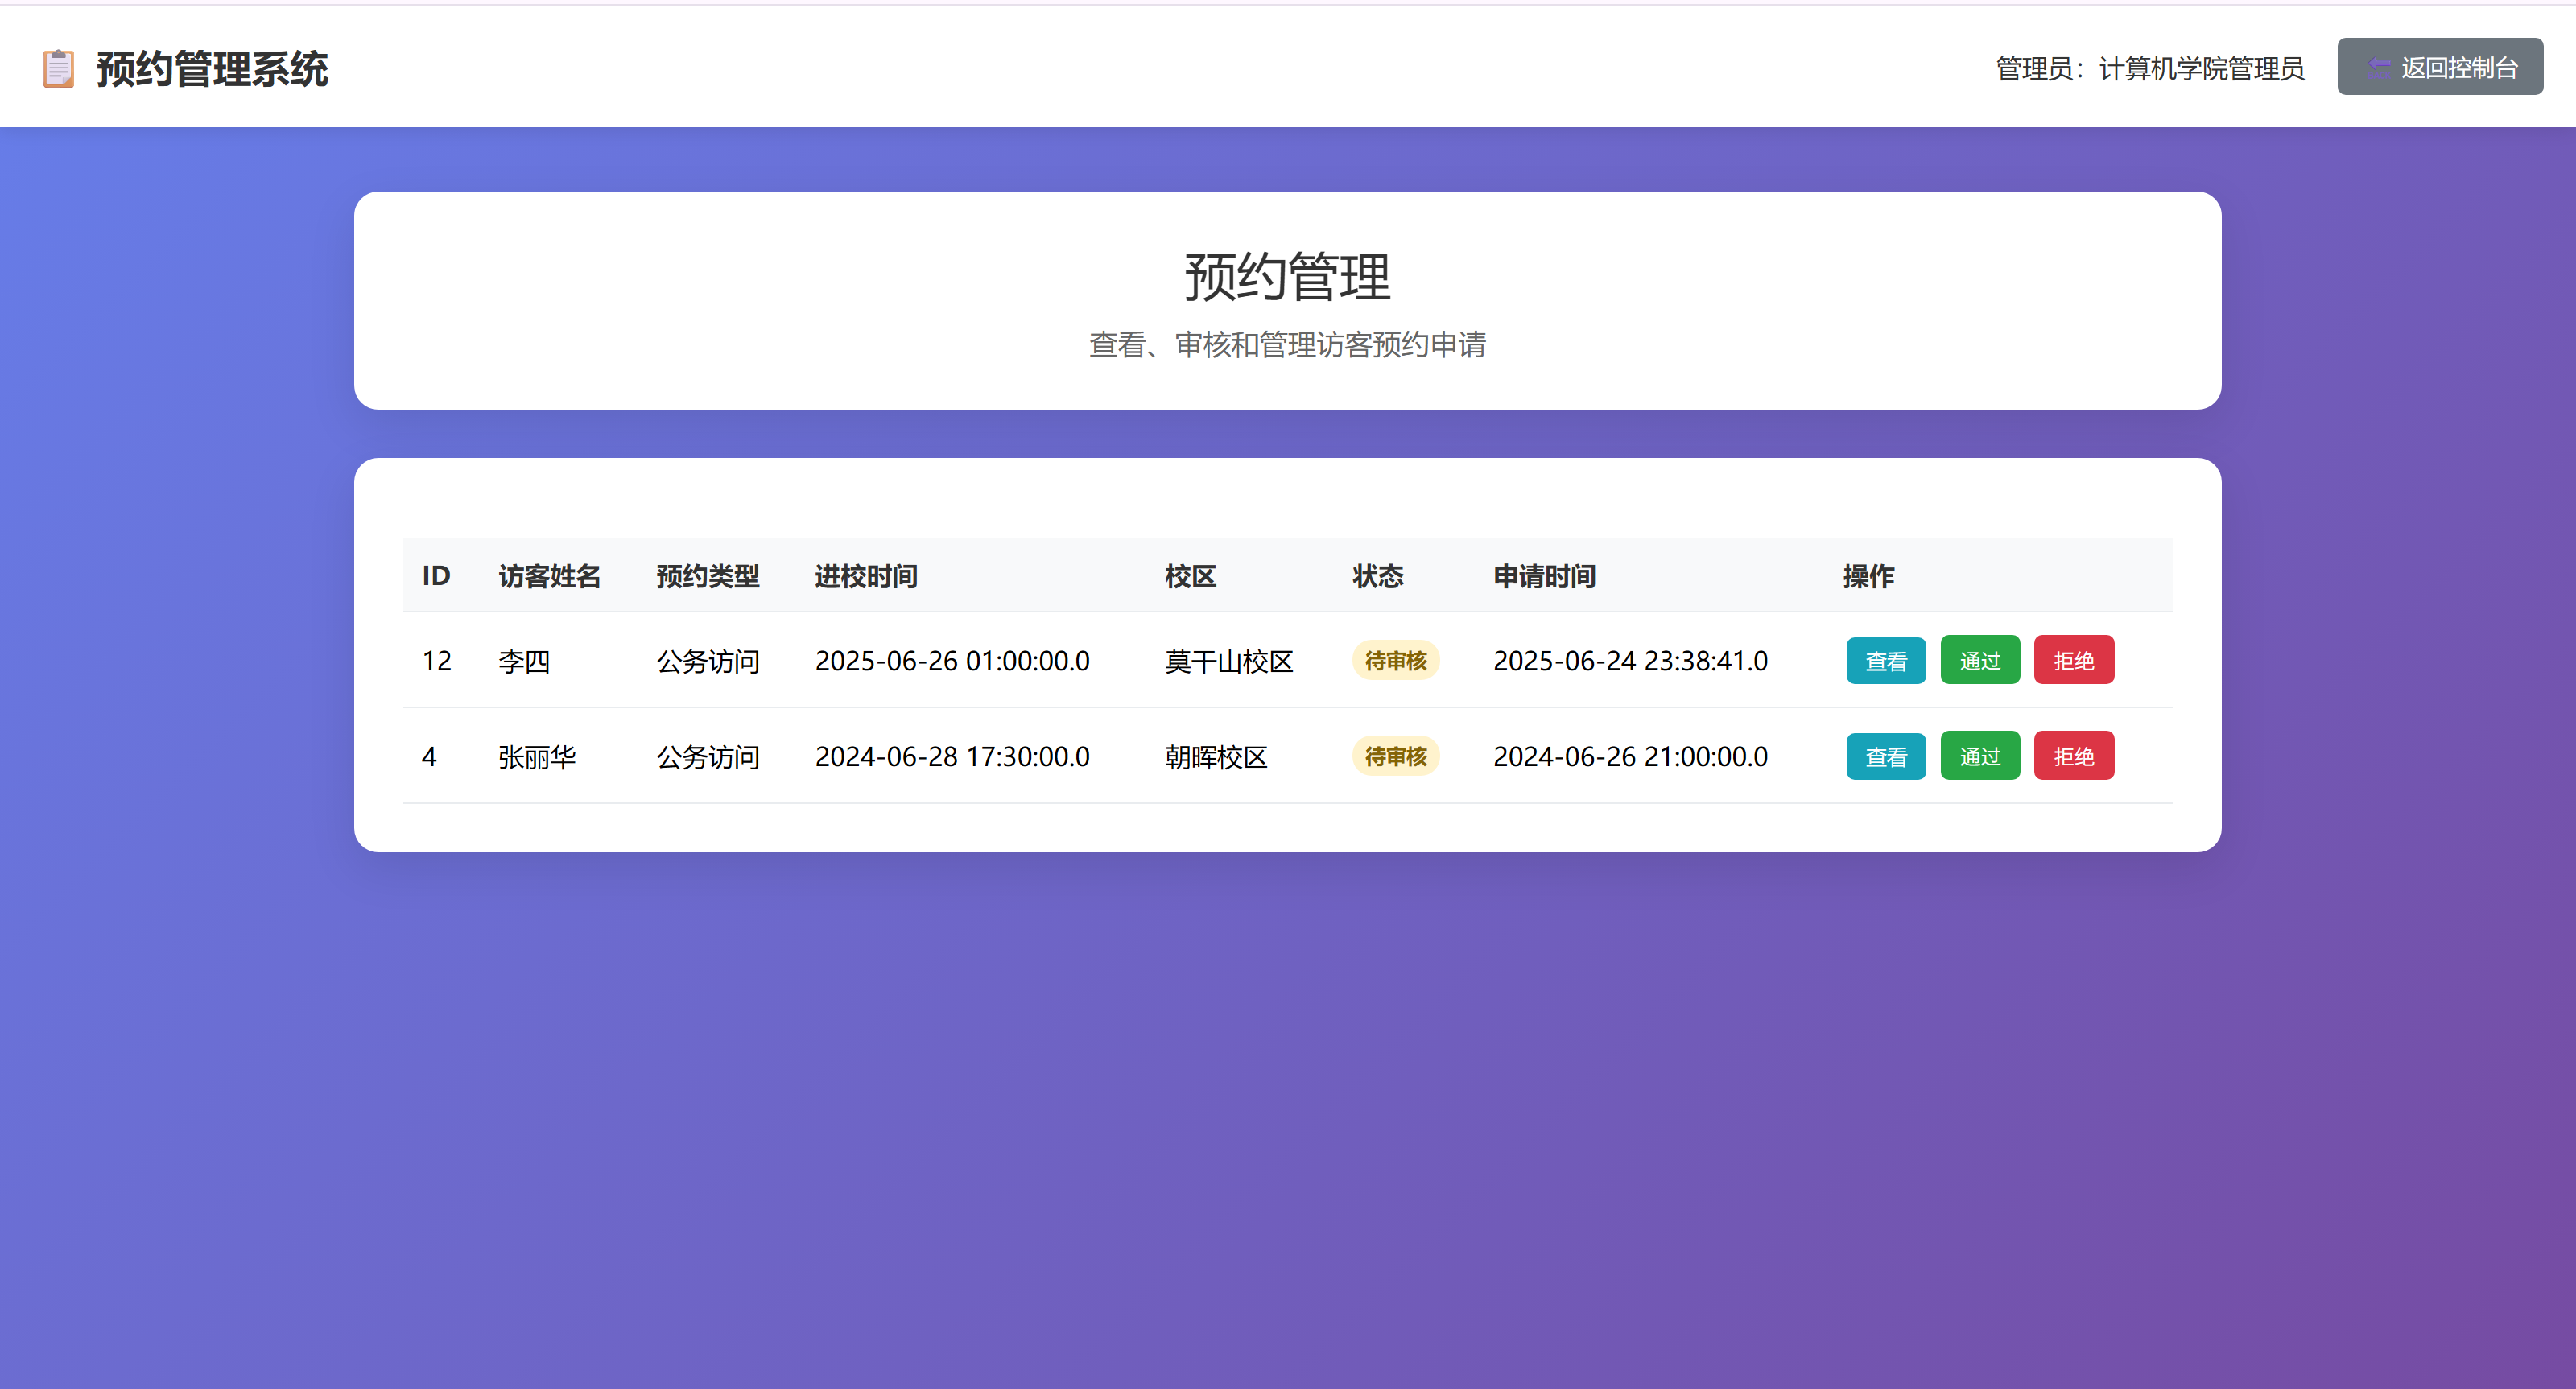 预约管理系统
管理员：计算机学院管理员 返回控制台
预约管理
查看、审核和管理访客预约申请
ID 访客姓名 预约类型 进校时间 校区 状态 申请时间 操作
12 李四 公务访问 2025-06-26 01:00:00.0 莫干山校区 待审核 2025-06-24 23:38:41.0 查看 通过 拒绝
4 张丽华 公务访问 2024-06-28 17:30:00.0 朝晖校区 待审核 2024-06-26 21:00:00.0 查看 通过 拒绝